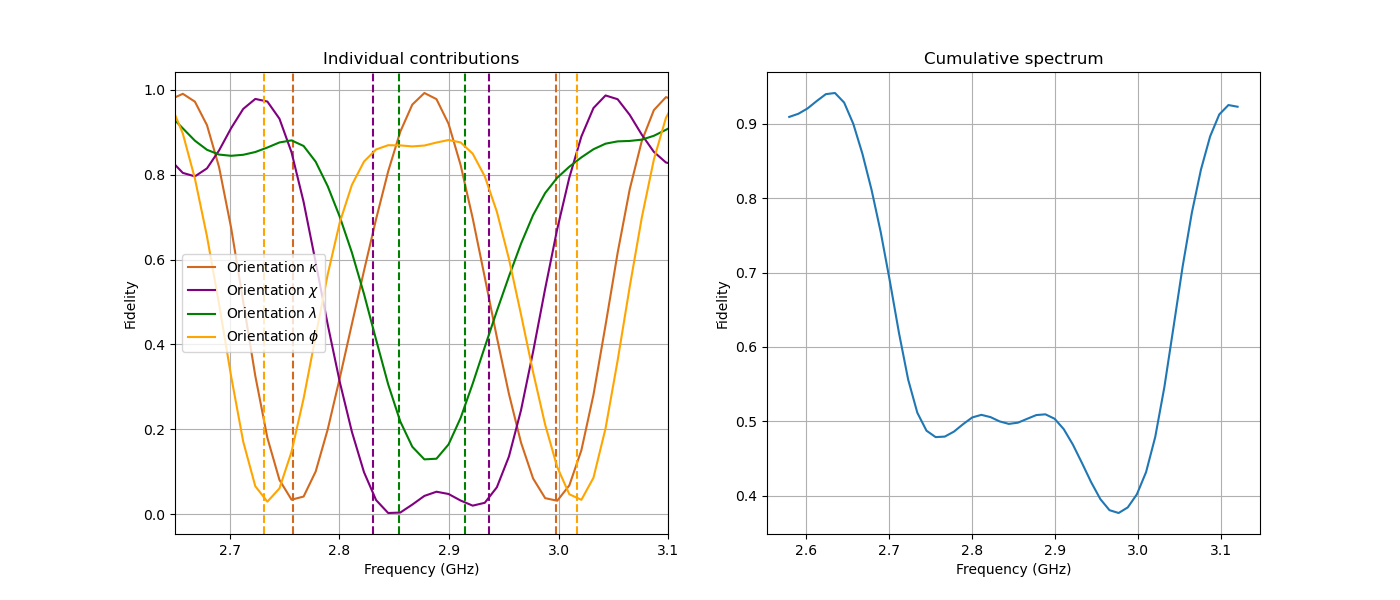 Individual contributions
Fidelity
1.0
0.8
0.6
0.4
0.2
0.0
Orientation κ
Orientation χ
Orientation λ
Orientation ϕ
2.7 2.8 2.9 3.0 3.1
Frequency (GHz)
Cumulative spectrum
Fidelity
0.9
0.8
0.7
0.6
0.5
0.4
2.6 2.7 2.8 2.9 3.0 3.1
Frequency (GHz)